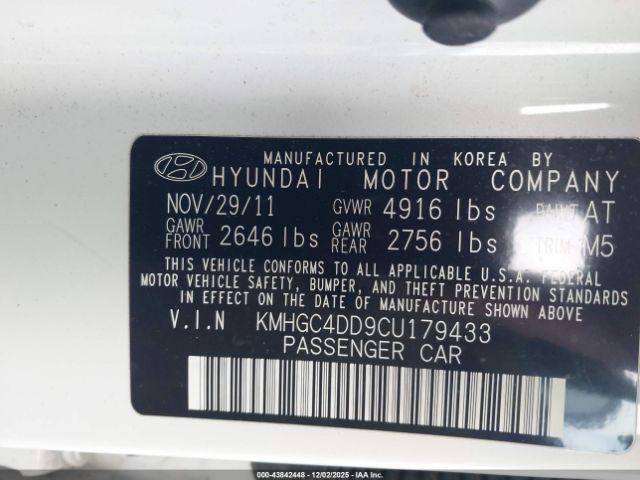 MANUFACTURED IN KOREA BY
HYUNDAI MOTOR COMPANY
NOV/29/11 GVWR 4916 lbs PAINT AT
GAWR FRONT 2646 lbs GAWR REAR 2756 lbs TRIM M5
THIS VEHICLE CONFORMS TO ALL APPLICABLE U.S.A. FEDERAL
MOTOR VEHICLE SAFETY, BUMPER, AND THEFT PREVENTION STANDARDS
IN EFFECT ON THE DATE OF MANUFACTURE SHOWN ABOVE.
V.I.N KMHGC4DD9CU179433
PASSENGER CAR
000-43842448 - 12/02/2025 - IAA Inc.